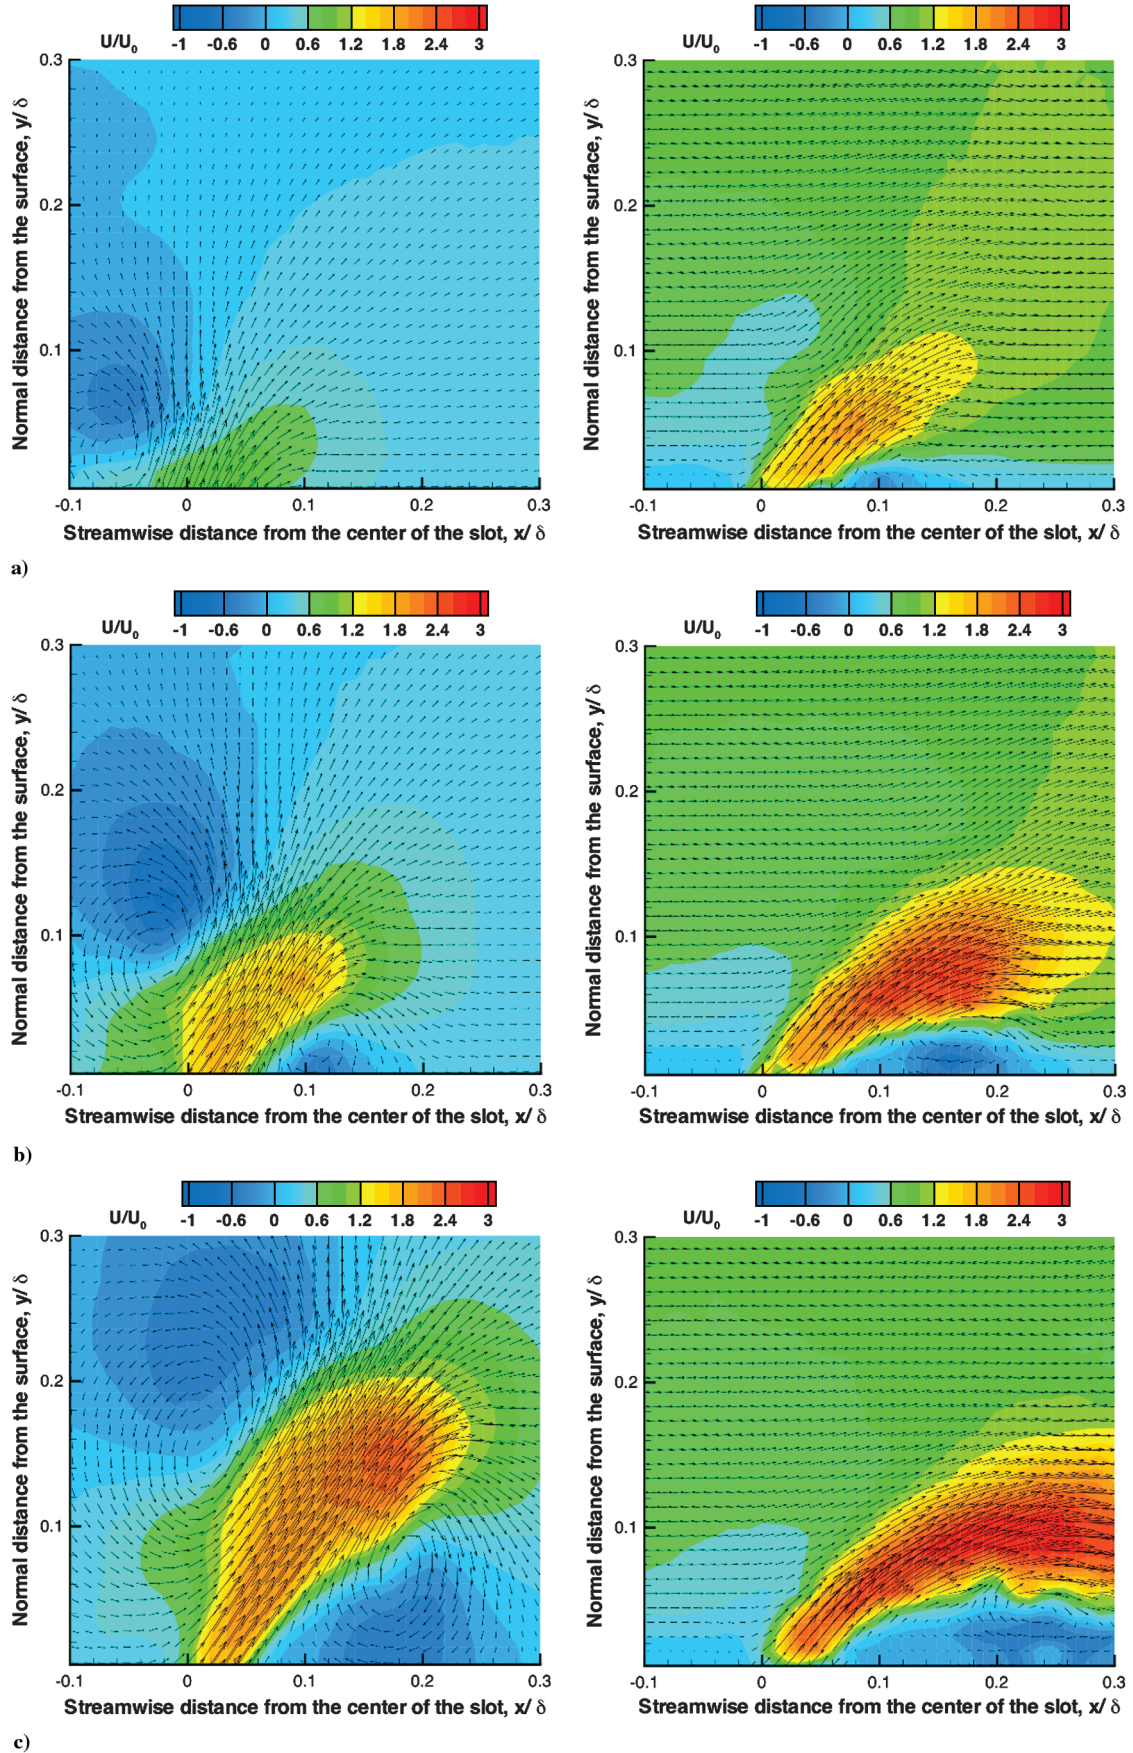 U/U0 -1 -0.6 0 0.6 1.2 1.8 2.4 3
Normal distance from the surface, y/ δ
0.3
0.2
0.1
-0.1 0 0.1 0.2 0.3
Streamwise distance from the center of the slot, x/ δ
U/U0 -1 -0.6 0 0.6 1.2 1.8 2.4 3
Normal distance from the surface, y/ δ
0.3
0.2
0.1
-0.1 0 0.1 0.2 0.3
Streamwise distance from the center of the slot, x/ δ
a)
U/U0 -1 -0.6 0 0.6 1.2 1.8 2.4 3
Normal distance from the surface, y/ δ
0.3
0.2
0.1
-0.1 0 0.1 0.2 0.3
Streamwise distance from the center of the slot, x/ δ
U/U0 -1 -0.6 0 0.6 1.2 1.8 2.4 3
Normal distance from the surface, y/ δ
0.3
0.2
0.1
-0.1 0 0.1 0.2 0.3
Streamwise distance from the center of the slot, x/ δ
b)
U/U0 -1 -0.6 0 0.6 1.2 1.8 2.4 3
Normal distance from the surface, y/ δ
0.3
0.2
0.1
-0.1 0 0.1 0.2 0.3
Streamwise distance from the center of the slot, x/ δ
U/U0 -1 -0.6 0 0.6 1.2 1.8 2.4 3
Normal distance from the surface, y/ δ
0.3
0.2
0.1
-0.1 0 0.1 0.2 0.3
Streamwise distance from the center of the slot, x/ δ
c)